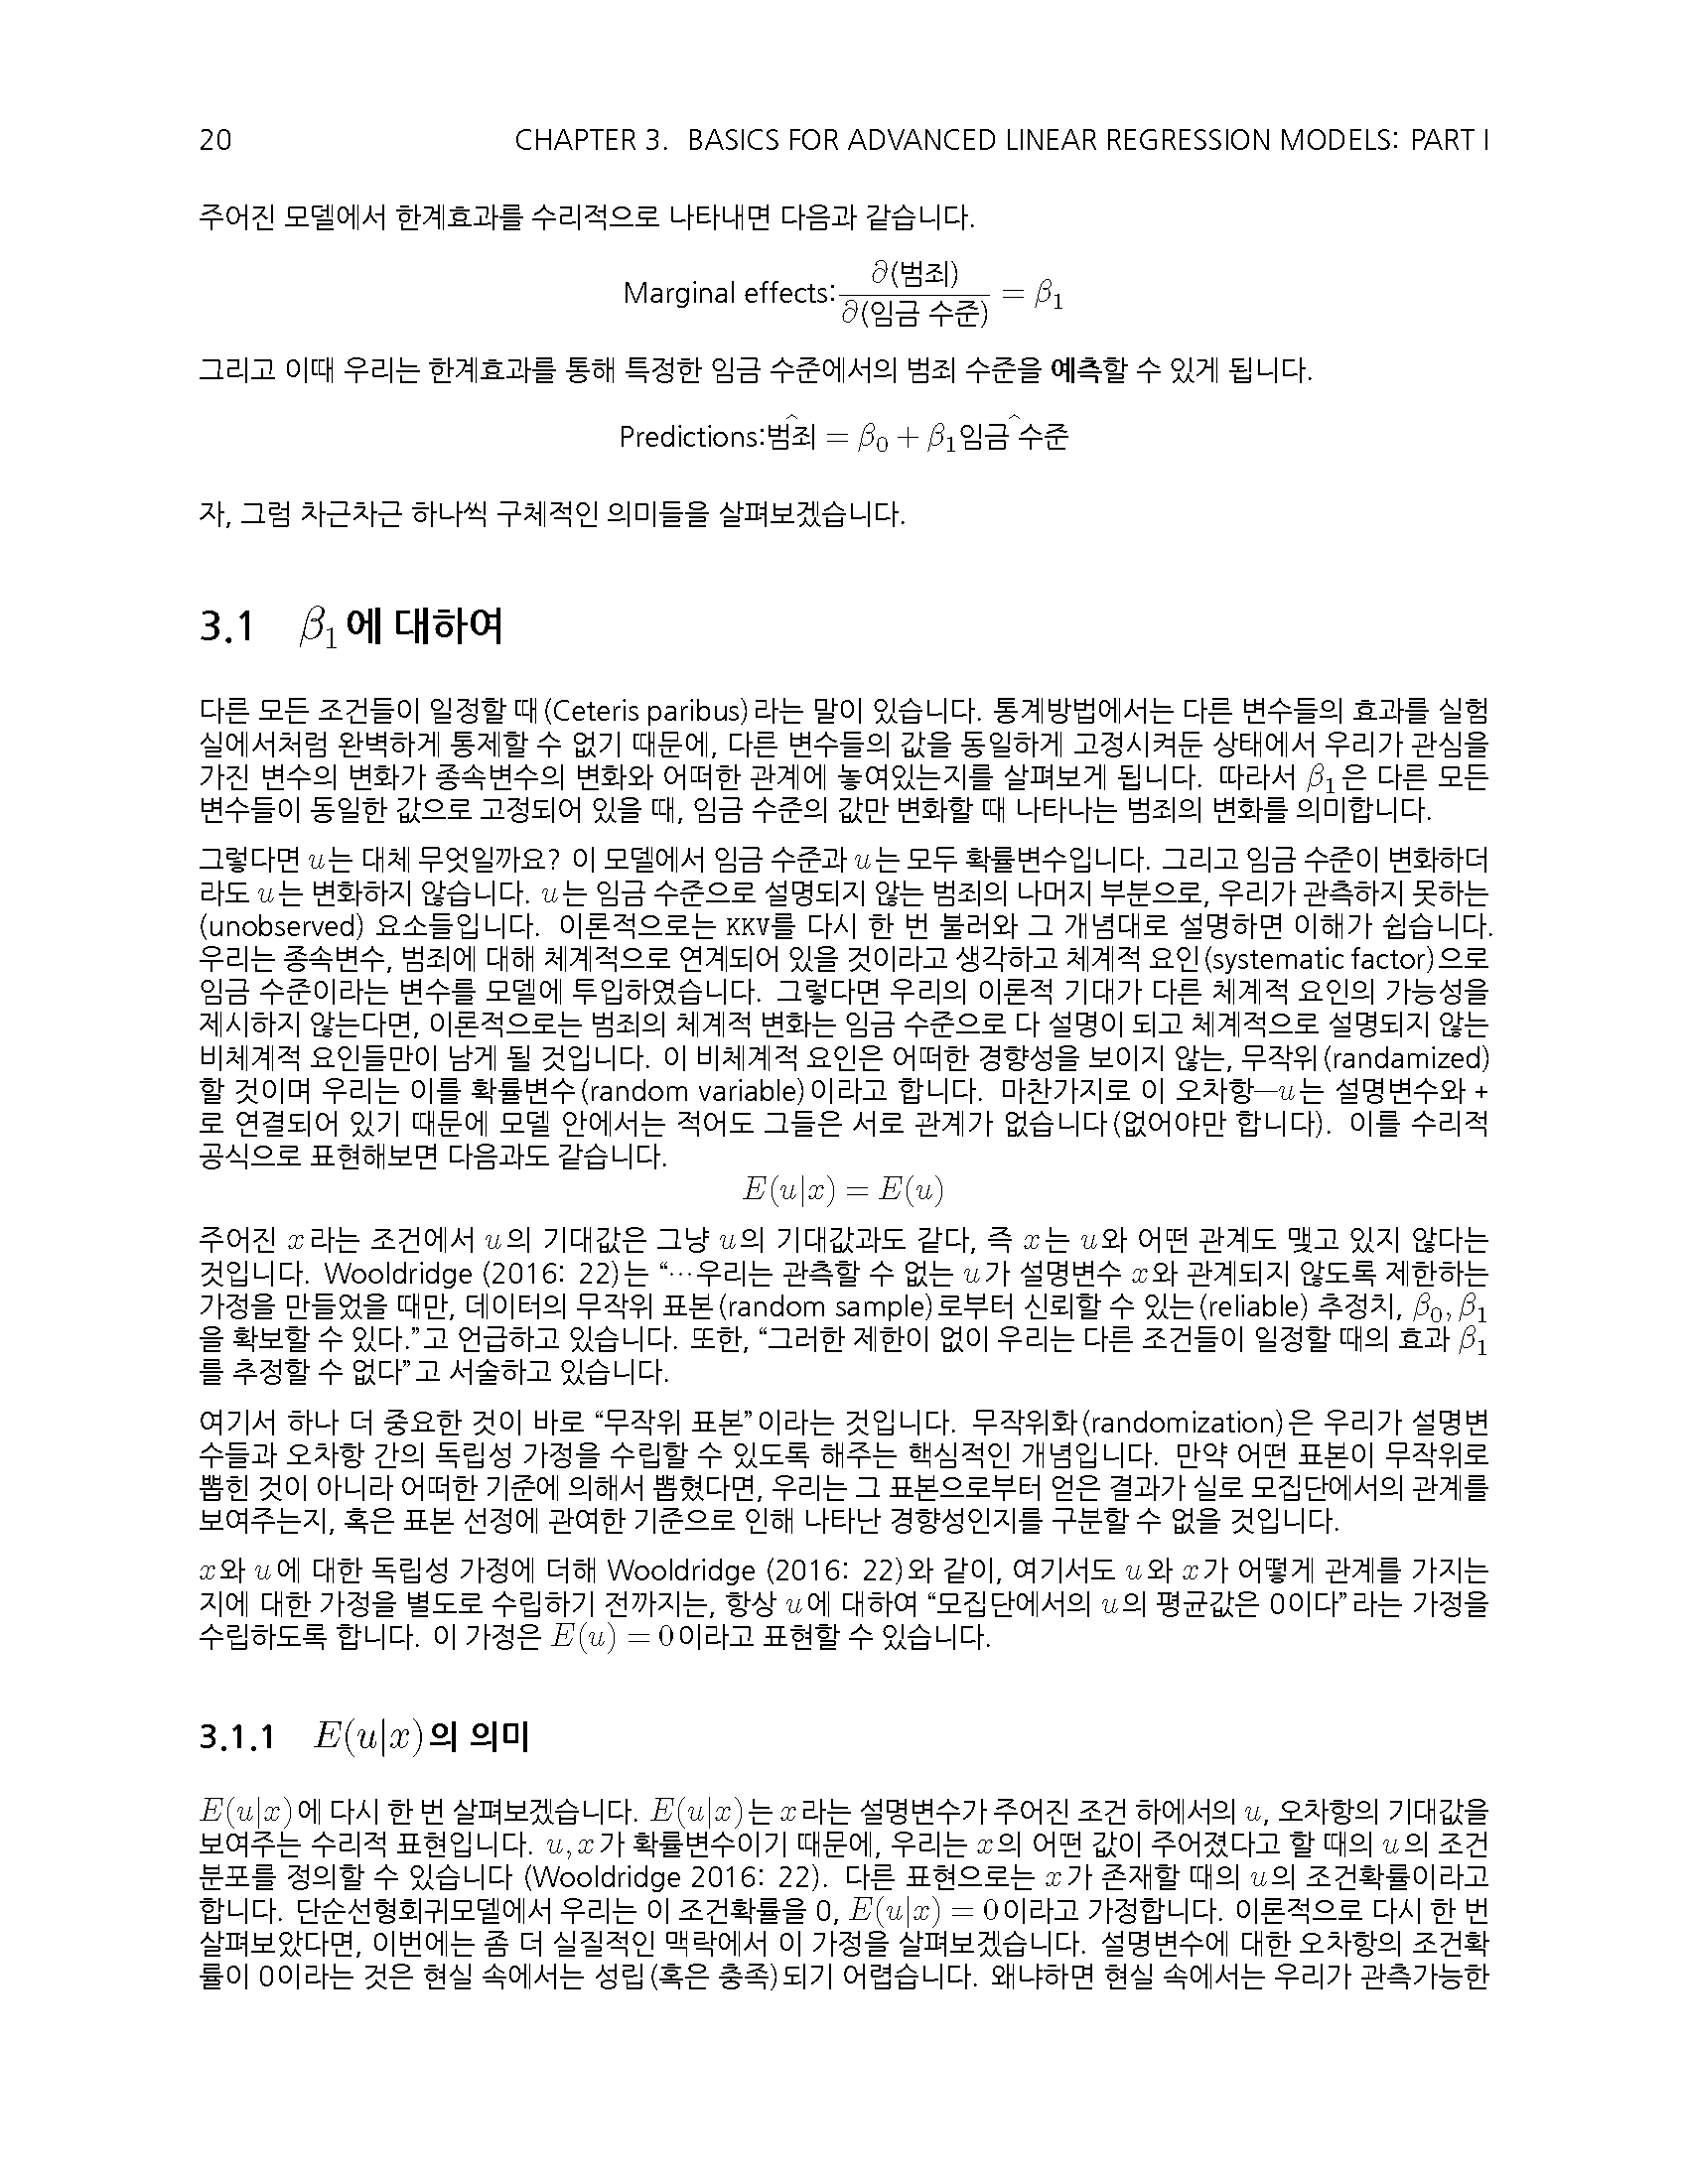 20 CHAPTER 3. BASICS FOR ADVANCED LINEAR REGRESSION MODELS: PART I
주어진 모델에서 한계효과를 수리적으로 나타내면 다음과 같습니다.
Marginal effects: ∂(범죄) / ∂(임금 수준) = β₁
그리고 이때 우리는 한계효과를 통해 특정한 임금 수준에서의 범죄 수준을 예측할 수 있게 됩니다.
Predictions:범죄̂ = β₀ + β₁임금 ̂수준
자, 그럼 차근차근 하나씩 구체적인 의미들을 살펴보겠습니다.
3.1 β₁에 대하여
다른 모든 조건들이 일정할 때(Ceteris paribus)라는 말이 있습니다. 통계방법에서는 다른 변수들의 효과를 실험
실에서처럼 완벽하게 통제할 수 없기 때문에, 다른 변수들의 값을 동일하게 고정시켜둔 상태에서 우리가 관심을
가진 변수의 변화가 종속변수의 변화와 어떠한 관계에 놓여있는지를 살펴보게 됩니다. 따라서 β₁은 다른 모든
변수들이 동일한 값으로 고정되어 있을 때, 임금 수준의 값만 변화할 때 나타나는 범죄의 변화를 의미합니다.
그렇다면 u는 대체 무엇일까요? 이 모델에서 임금 수준과 u는 모두 확률변수입니다. 그리고 임금 수준이 변화하더
라도 u는 변화하지 않습니다. u는 임금 수준으로 설명되지 않는 범죄의 나머지 부분으로, 우리가 관측하지 못하는
(unobserved) 요소들입니다. 이론적으로는 KKV를 다시 한 번 불러와 그 개념대로 설명하면 이해가 쉽습니다.
우리는 종속변수, 범죄에 대해 체계적으로 연계되어 있을 것이라고 생각하고 체계적 요인(systematic factor)으로
임금 수준이라는 변수를 모델에 투입하였습니다. 그렇다면 우리의 이론적 기대가 다른 체계적 요인의 가능성을
제시하지 않는다면, 이론적으로는 범죄의 체계적 변화는 임금 수준으로 다 설명이 되고 체계적으로 설명되지 않는
비체계적 요인들만이 남게 될 것입니다. 이 비체계적 요인은 어떠한 경향성을 보이지 않는, 무작위(randamized)
할 것이며 우리는 이를 확률변수(random variable)이라고 합니다. 마찬가지로 이 오차항—u는 설명변수와 +
로 연결되어 있기 때문에 모델 안에서는 적어도 그들은 서로 관계가 없습니다(없어야만 합니다). 이를 수리적
공식으로 표현해보면 다음과도 같습니다.
E(u|x) = E(u)
주어진 x라는 조건에서 u의 기대값은 그냥 u의 기대값과도 같다, 즉 x는 u와 어떤 관계도 맺고 있지 않다는
것입니다. Wooldridge (2016: 22)는 “…우리는 관측할 수 없는 u가 설명변수 x와 관계되지 않도록 제한하는
가정을 만들었을 때만, 데이터의 무작위 표본(random sample)로부터 신뢰할 수 있는(reliable) 추정치, β₀, β₁
을 확보할 수 있다.”고 언급하고 있습니다. 또한, “그러한 제한이 없이 우리는 다른 조건들이 일정할 때의 효과 β₁
를 추정할 수 없다”고 서술하고 있습니다.
여기서 하나 더 중요한 것이 바로 “무작위 표본”이라는 것입니다. 무작위화(randomization)은 우리가 설명변
수들과 오차항 간의 독립성 가정을 수립할 수 있도록 해주는 핵심적인 개념입니다. 만약 어떤 표본이 무작위로
뽑힌 것이 아니라 어떠한 기준에 의해서 뽑혔다면, 우리는 그 표본으로부터 얻은 결과가 실로 모집단에서의 관계를
보여주는지, 혹은 표본 선정에 관여한 기준으로 인해 나타난 경향성인지를 구분할 수 없을 것입니다.
x와 u에 대한 독립성 가정에 더해 Wooldridge (2016: 22)와 같이, 여기서도 u와 x가 어떻게 관계를 가지는
지에 대한 가정을 별도로 수립하기 전까지는, 항상 u에 대하여 “모집단에서의 u의 평균값은 0이다”라는 가정을
수립하도록 합니다. 이 가정은 E(u) = 0이라고 표현할 수 있습니다.
3.1.1 E(u|x)의 의미
E(u|x)에 다시 한 번 살펴보겠습니다. E(u|x)는 x라는 설명변수가 주어진 조건 하에서의 u, 오차항의 기대값을
보여주는 수리적 표현입니다. u, x가 확률변수이기 때문에, 우리는 x의 어떤 값이 주어졌다고 할 때의 u의 조건
분포를 정의할 수 있습니다 (Wooldridge 2016: 22). 다른 표현으로는 x가 존재할 때의 u의 조건확률이라고
합니다. 단순선형회귀모델에서 우리는 이 조건확률을 0, E(u|x) = 0이라고 가정합니다. 이론적으로 다시 한 번
살펴보았다면, 이번에는 좀 더 실질적인 맥락에서 이 가정을 살펴보겠습니다. 설명변수에 대한 오차항의 조건확
률이 0이라는 것은 현실 속에서는 성립(혹은 충족)되기 어렵습니다. 왜냐하면 현실 속에서는 우리가 관측가능한